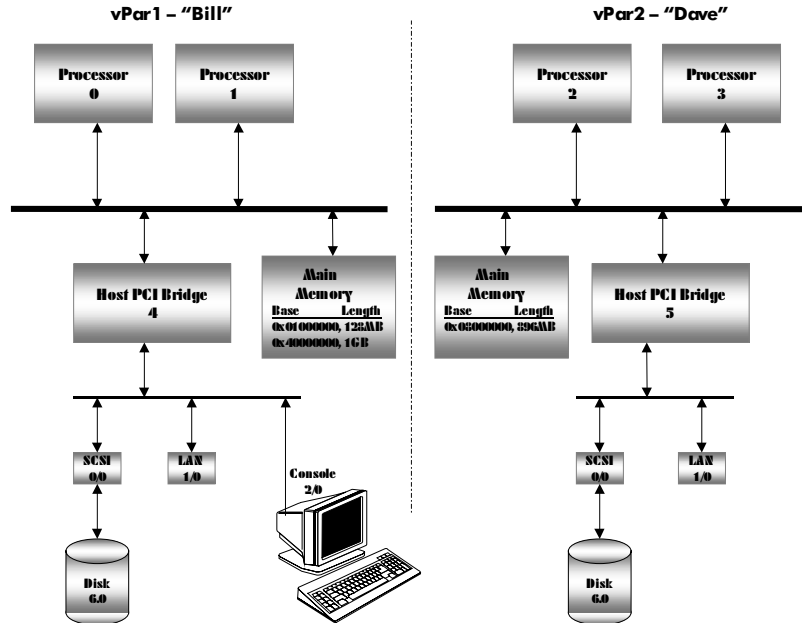 vPar1 – “Bill”
Processor
0
Processor
1
Host PCI Bridge
4
Main
Memory
Base Length
0x01000000, 128MB
0x40000000, 1GB
SCSI
0/0
LAN
1/0
Console
2/0
Disk
6.0
vPar2 – “Dave”
Processor
2
Processor
3
Main
Memory
Base Length
0x08000000, 896MB
Host PCI Bridge
5
SCSI
0/0
LAN
1/0
Disk
6.0